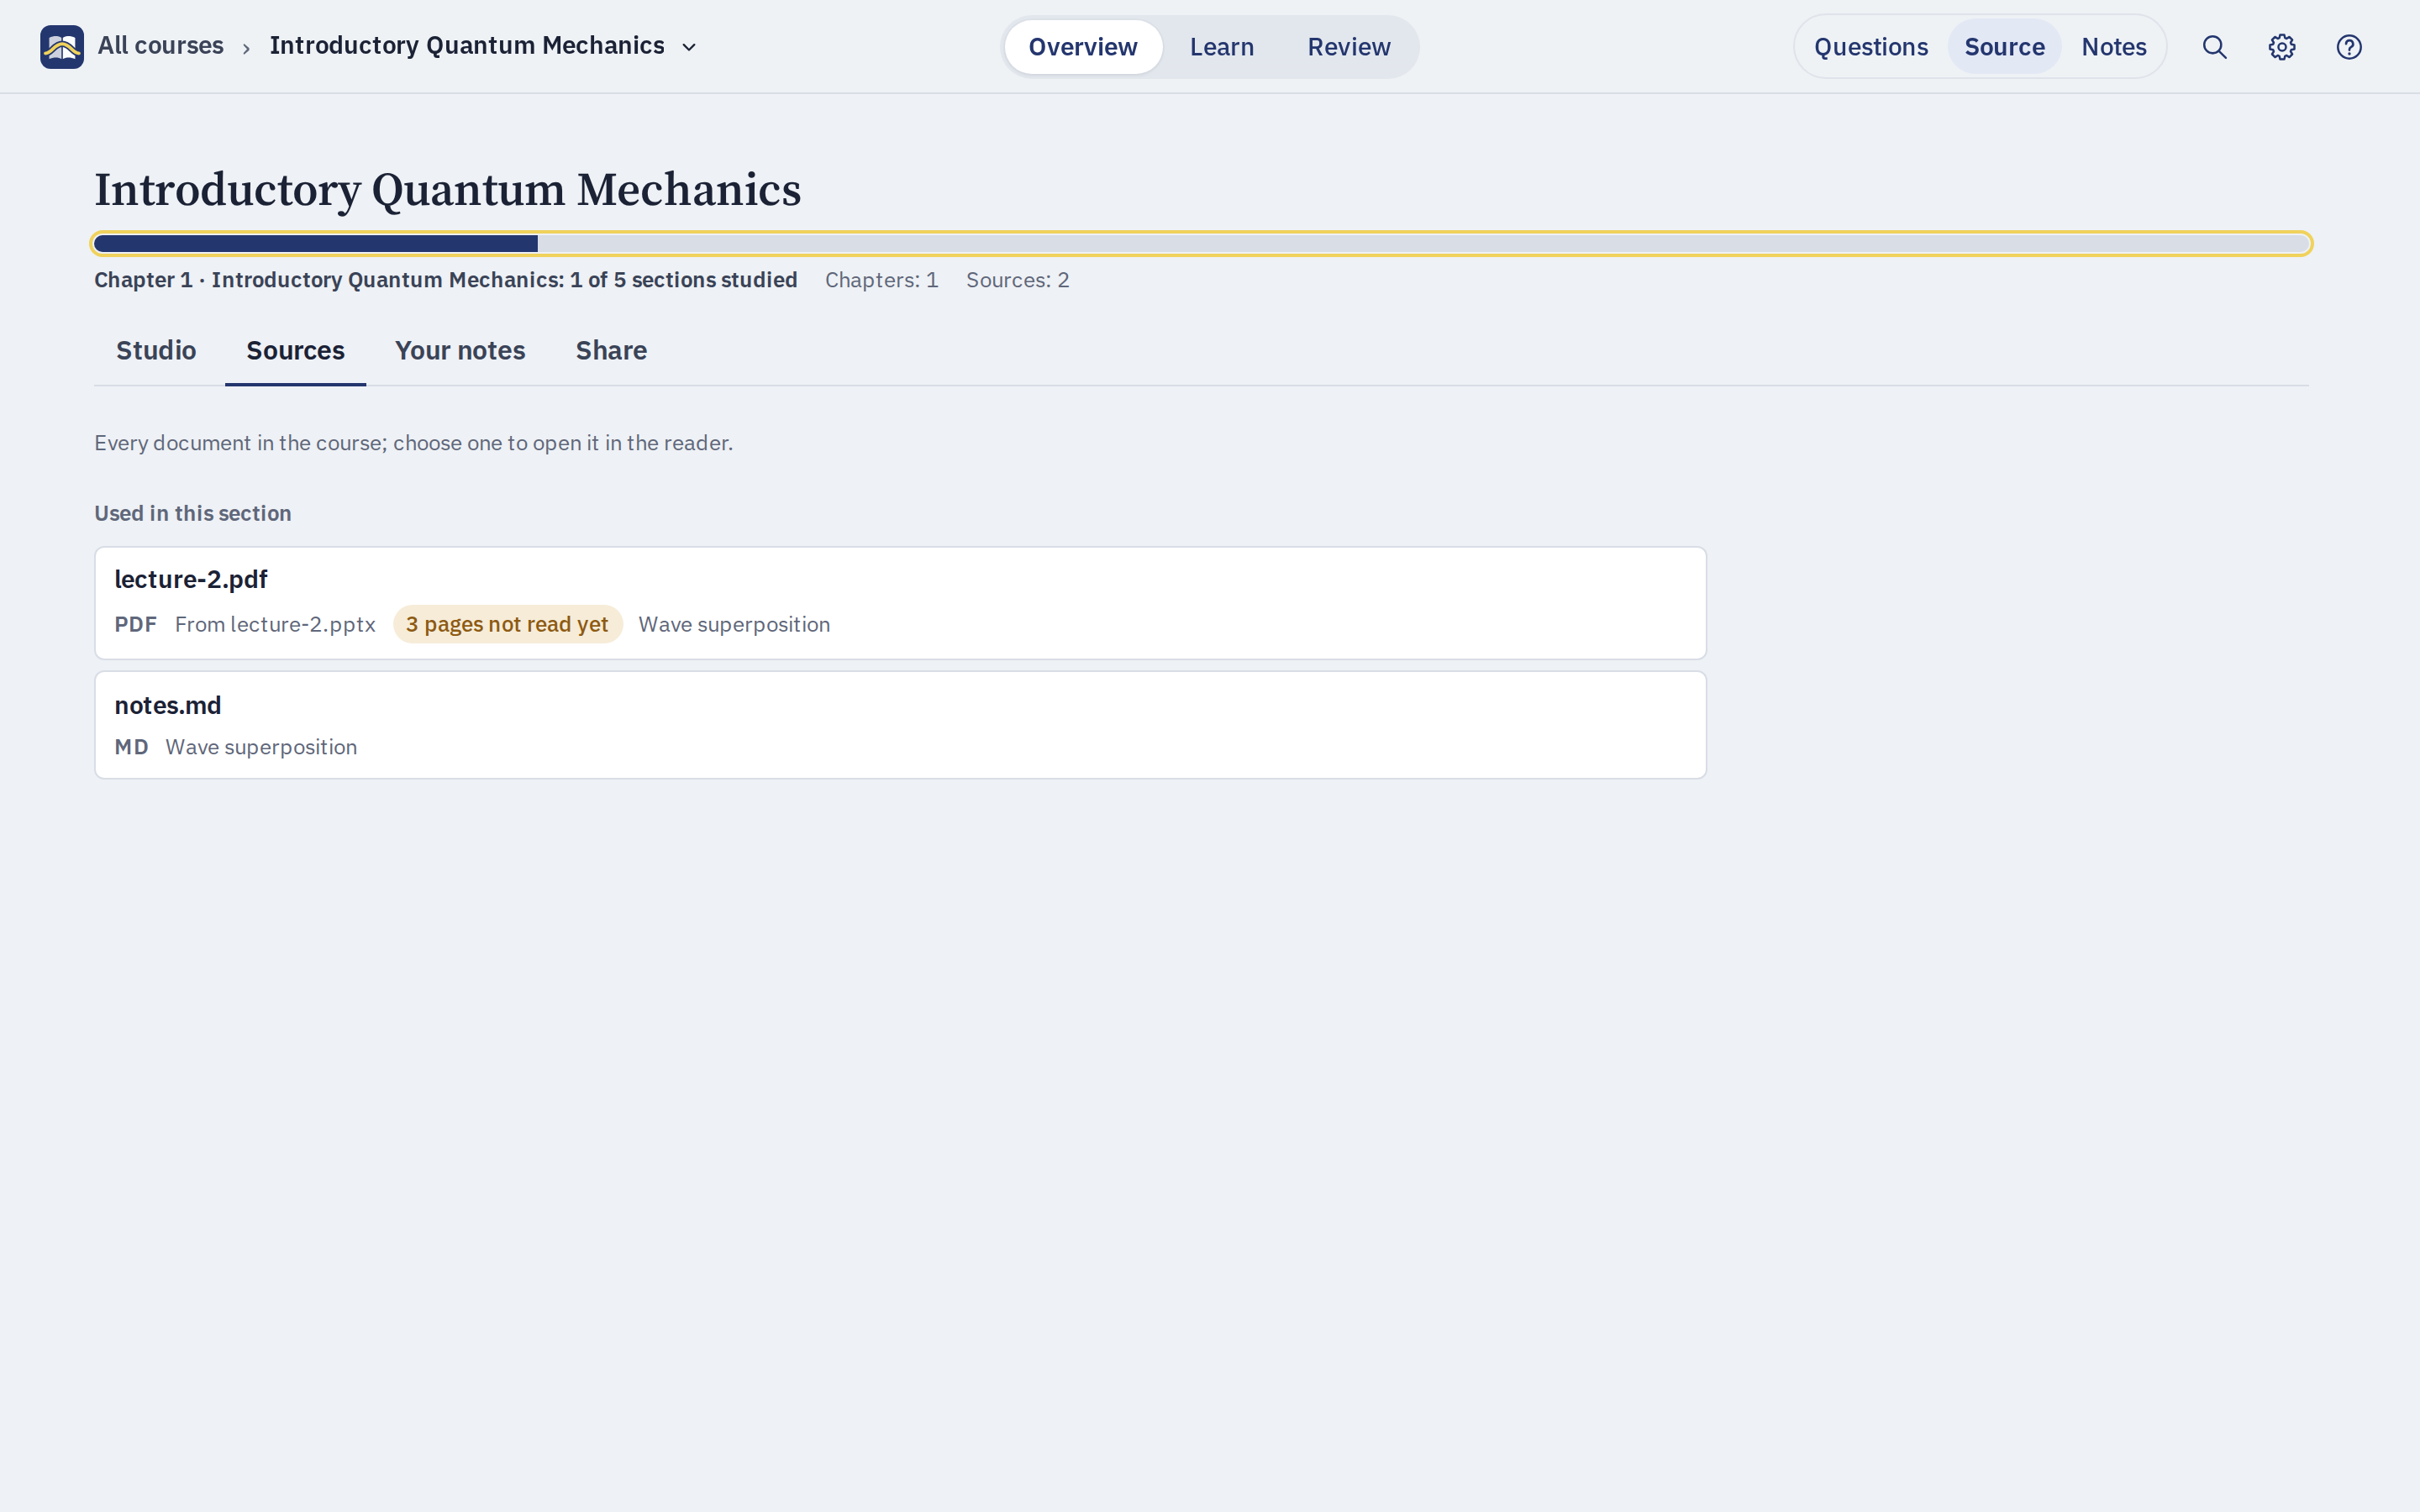 All courses › Introductory Quantum Mechanics
Overview Learn Review
Questions Source Notes
Introductory Quantum Mechanics
Chapter 1 · Introductory Quantum Mechanics: 1 of 5 sections studied Chapters: 1 Sources: 2
Studio Sources Your notes Share
Every document in the course; choose one to open it in the reader.
Used in this section
lecture-2.pdf
PDF From lecture-2.pptx 3 pages not read yet Wave superposition
notes.md
MD Wave superposition